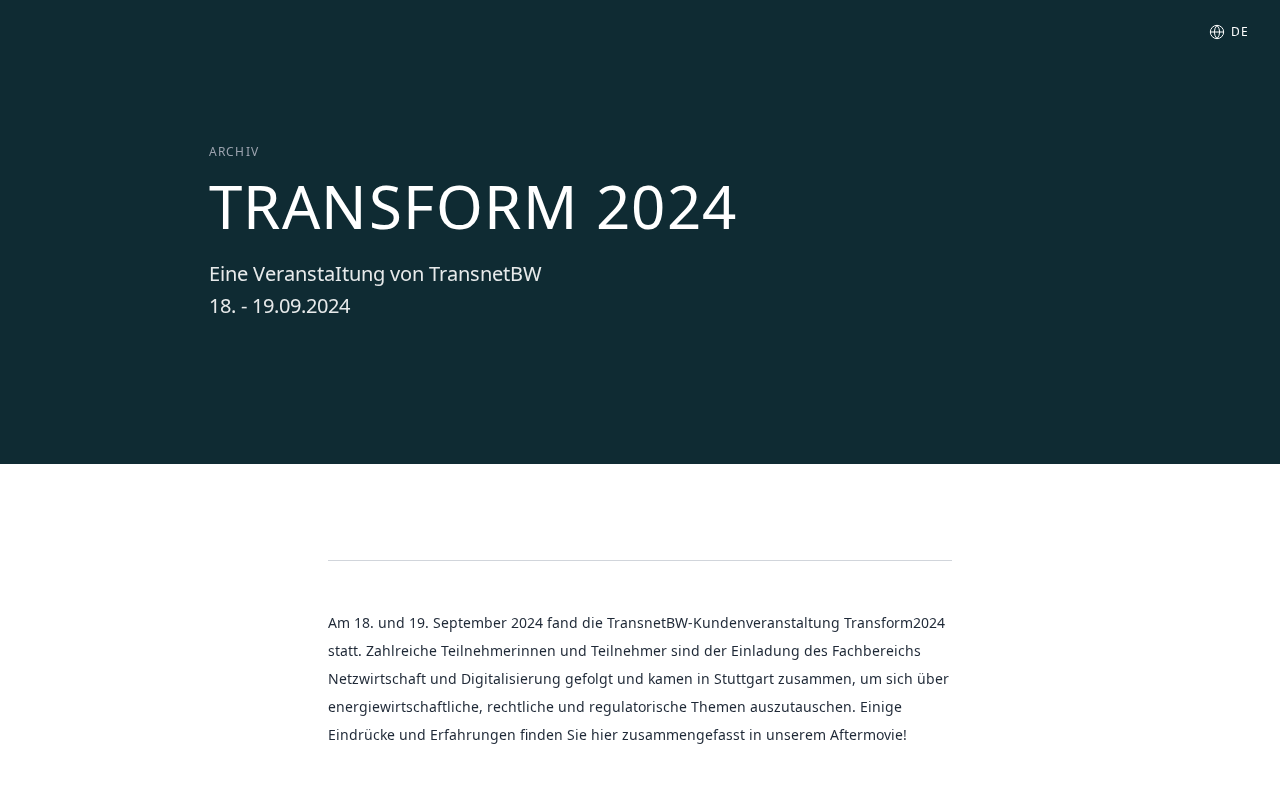 DE
ARCHIV
TRANSFORM 2024
Eine VeranstaItung von TransnetBW
18. - 19.09.2024
Am 18. und 19. September 2024 fand die TransnetBW-Kundenveranstaltung Transform2024
statt. Zahlreiche Teilnehmerinnen und Teilnehmer sind der Einladung des Fachbereichs
Netzwirtschaft und Digitalisierung gefolgt und kamen in Stuttgart zusammen, um sich über
energiewirtschaftliche, rechtliche und regulatorische Themen auszutauschen. Einige
Eindrücke und Erfahrungen finden Sie hier zusammengefasst in unserem Aftermovie!